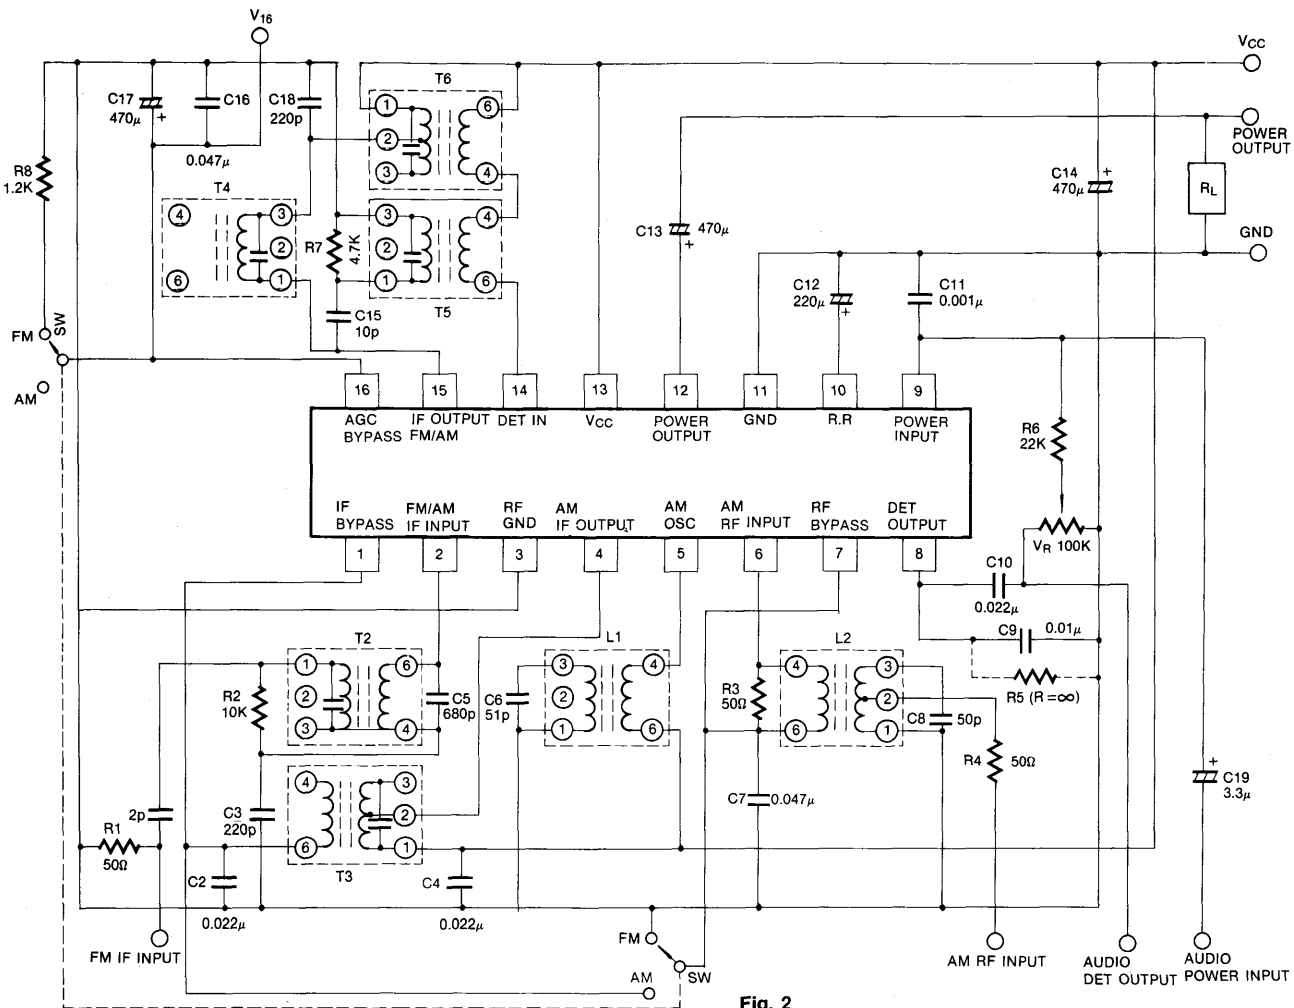 V16
VCC
T6
C17
470μ
+
C16
0.047μ
C18
220p
1
2
3
6
4
POWER
OUTPUT
R8
1.2K
T4
4
6
3
2
1
R7
4.7K
3
2
1
4
6
T5
C13
470μ
+
C14
470μ
+
RL
GND
C12
220μ
+
C11
0.001μ
FM
SW
AM
C15
10p
16
15
14
13
12
11
10
9
AGC
BYPASS
IF OUTPUT
FM/AM
DET IN
VCC
POWER
OUTPUT
GND
R.R
POWER
INPUT
R6
22K
IF
BYPASS
FM/AM
IF INPUT
RF
GND
AM
IF OUTPUT
AM
OSC
AM
RF INPUT
RF
BYPASS
DET
OUTPUT
1
2
3
4
5
6
7
8
VR 100K
C10
0.022μ
C9
0.01μ
R5 (R=∞)
T2
1
2
3
6
4
R2
10K
C5
680p
L1
3
2
1
4
6
C6
51p
L2
4
6
3
2
1
R3
50Ω
C8
50p
R4
50Ω
2p
R1
50Ω
C3
220p
4
6
3
2
1
T3
C7
0.047μ
C19
3.3μ
+
C2
0.022μ
C4
0.022μ
FM IF INPUT
FM
AM
SW
AM RF INPUT
AUDIO
DET OUTPUT
AUDIO
POWER INPUT
Fig. 2